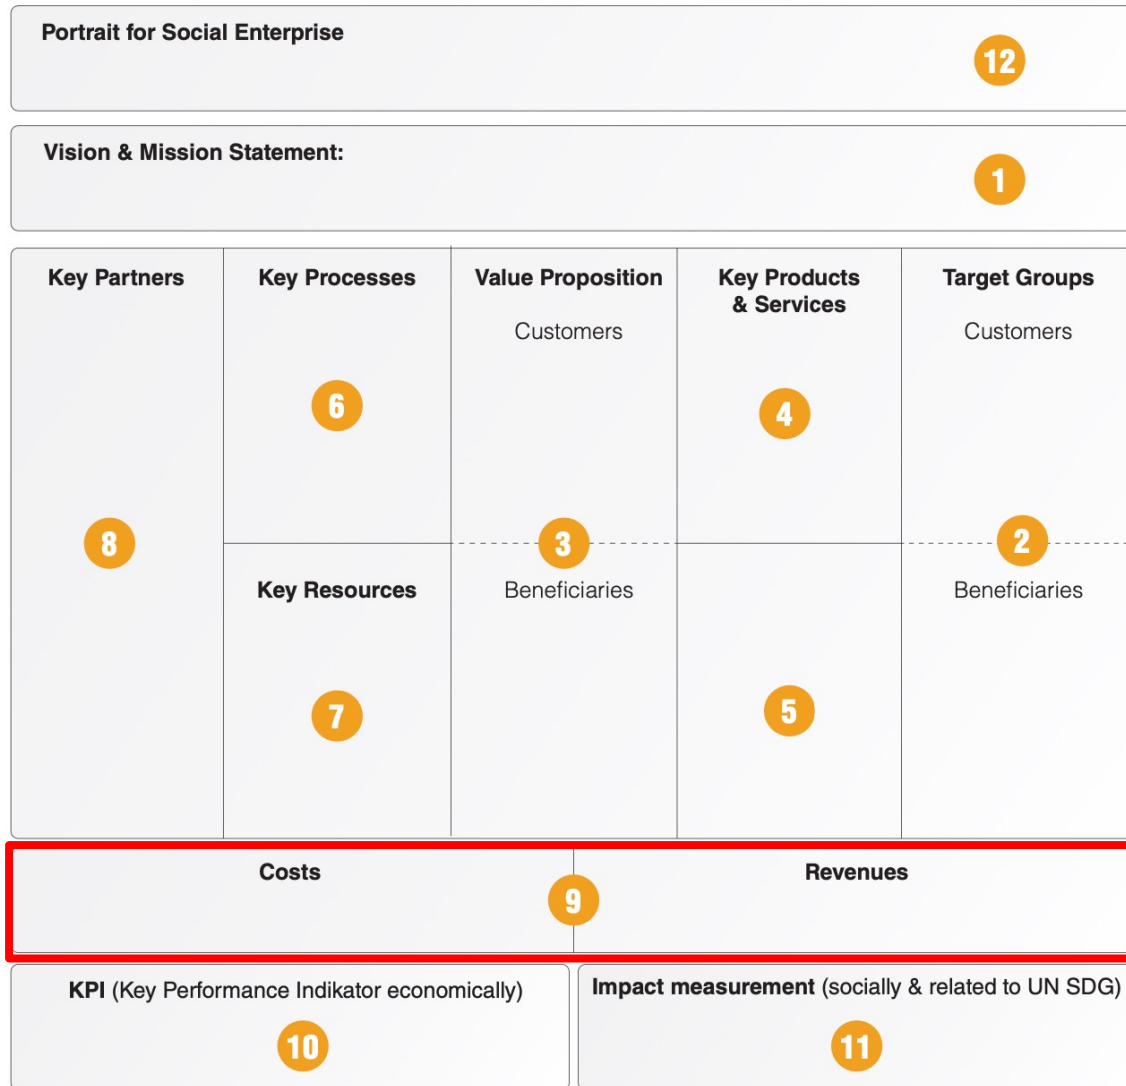 Portrait for Social Enterprise
12
Vision & Mission Statement:
1
Key Partners
8
Key Processes
6
Key Resources
7
Value Proposition
Customers
3
Beneficiaries
Key Products
& Services
4
5
Target Groups
Customers
2
Beneficiaries
Costs
9
Revenues
KPI (Key Performance Indikator economically)
10
Impact measurement (socially & related to UN SDG)
11